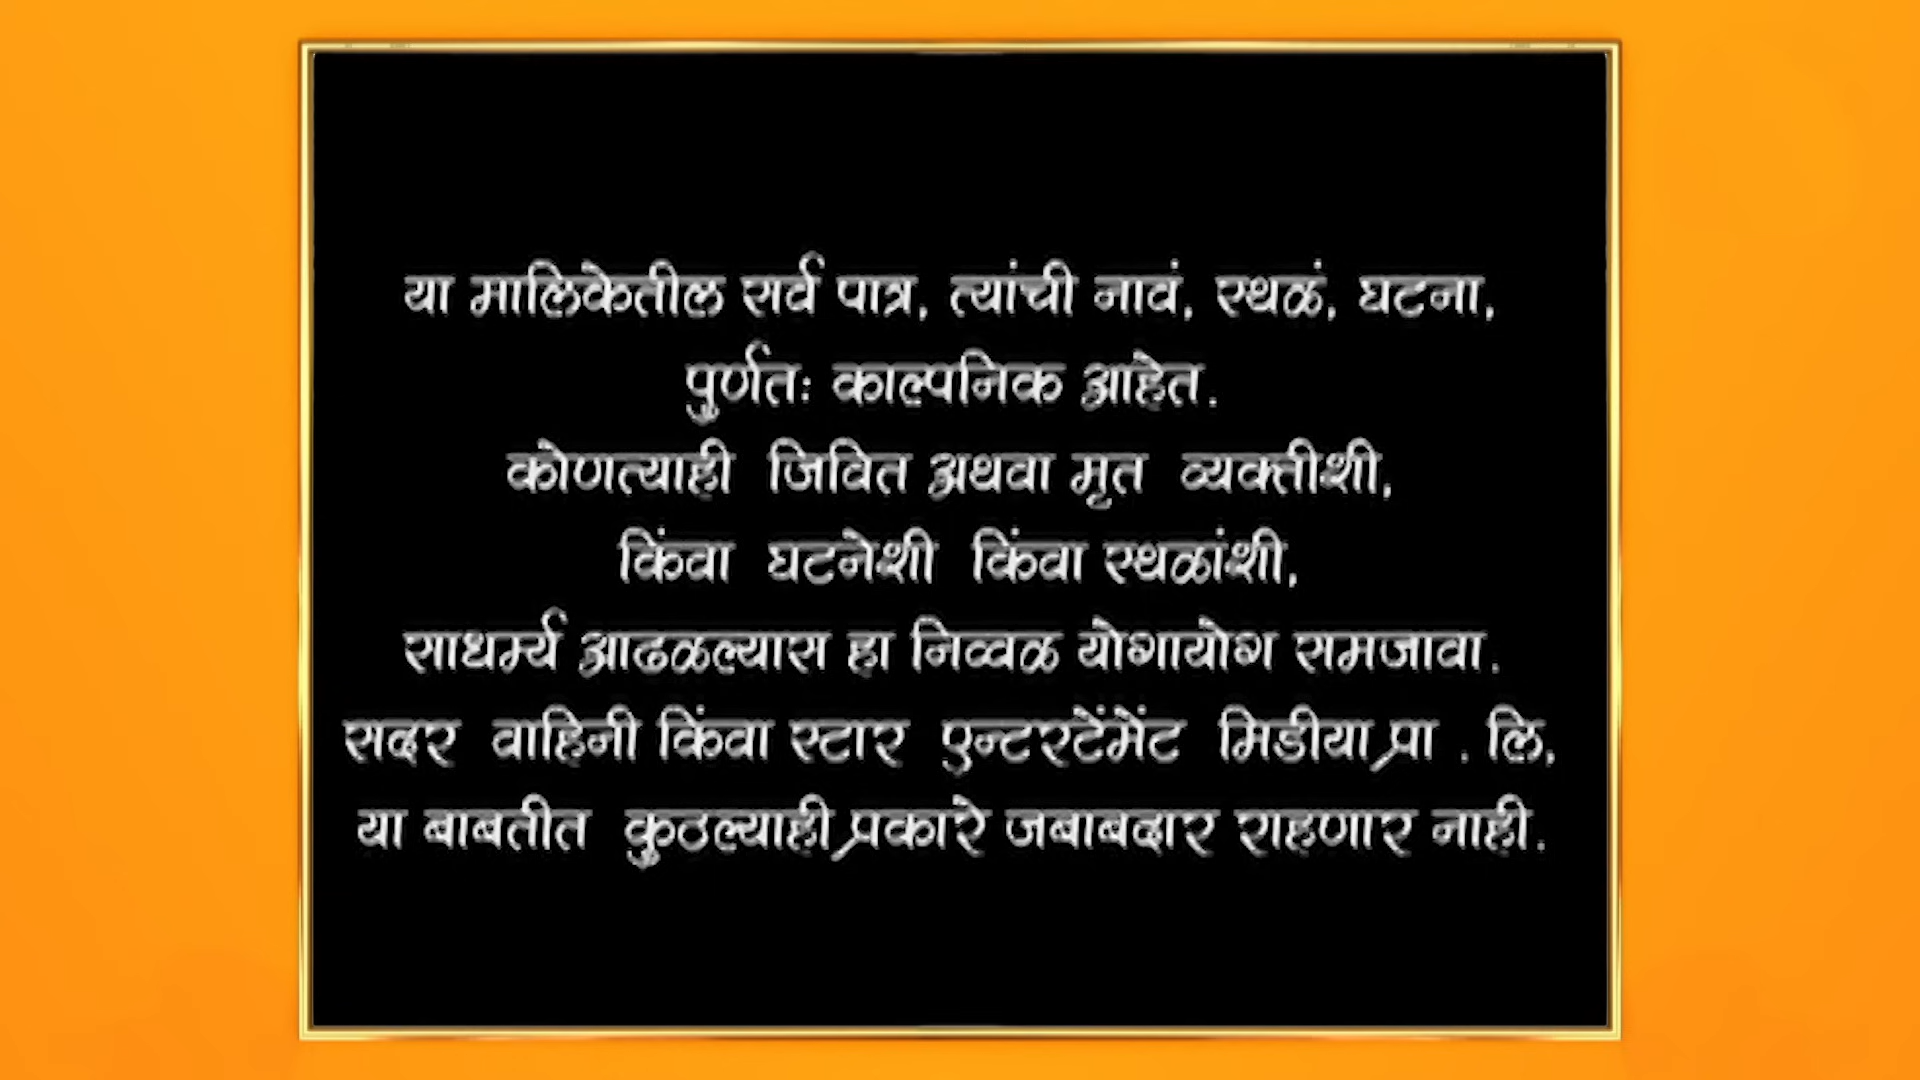 या मालिकेतील सर्व पात्र, त्यांची नावं, स्थळं, घटना,
पुर्णतः काल्पनिक आहेत.
कोणत्याही जिवित अथवा मृत व्यक्तीशी,
किंवा घटनेशी किंवा स्थळांशी,
साधर्म्य आढळल्यास हा निव्वळ योगायोग समजावा.
सदर वाहिनी किंवा स्टार एन्टरटेंमेंट मिडीया प्रा . लि,
या बाबतीत कुठल्याही प्रकारे जबाबदार राहणार नाही.